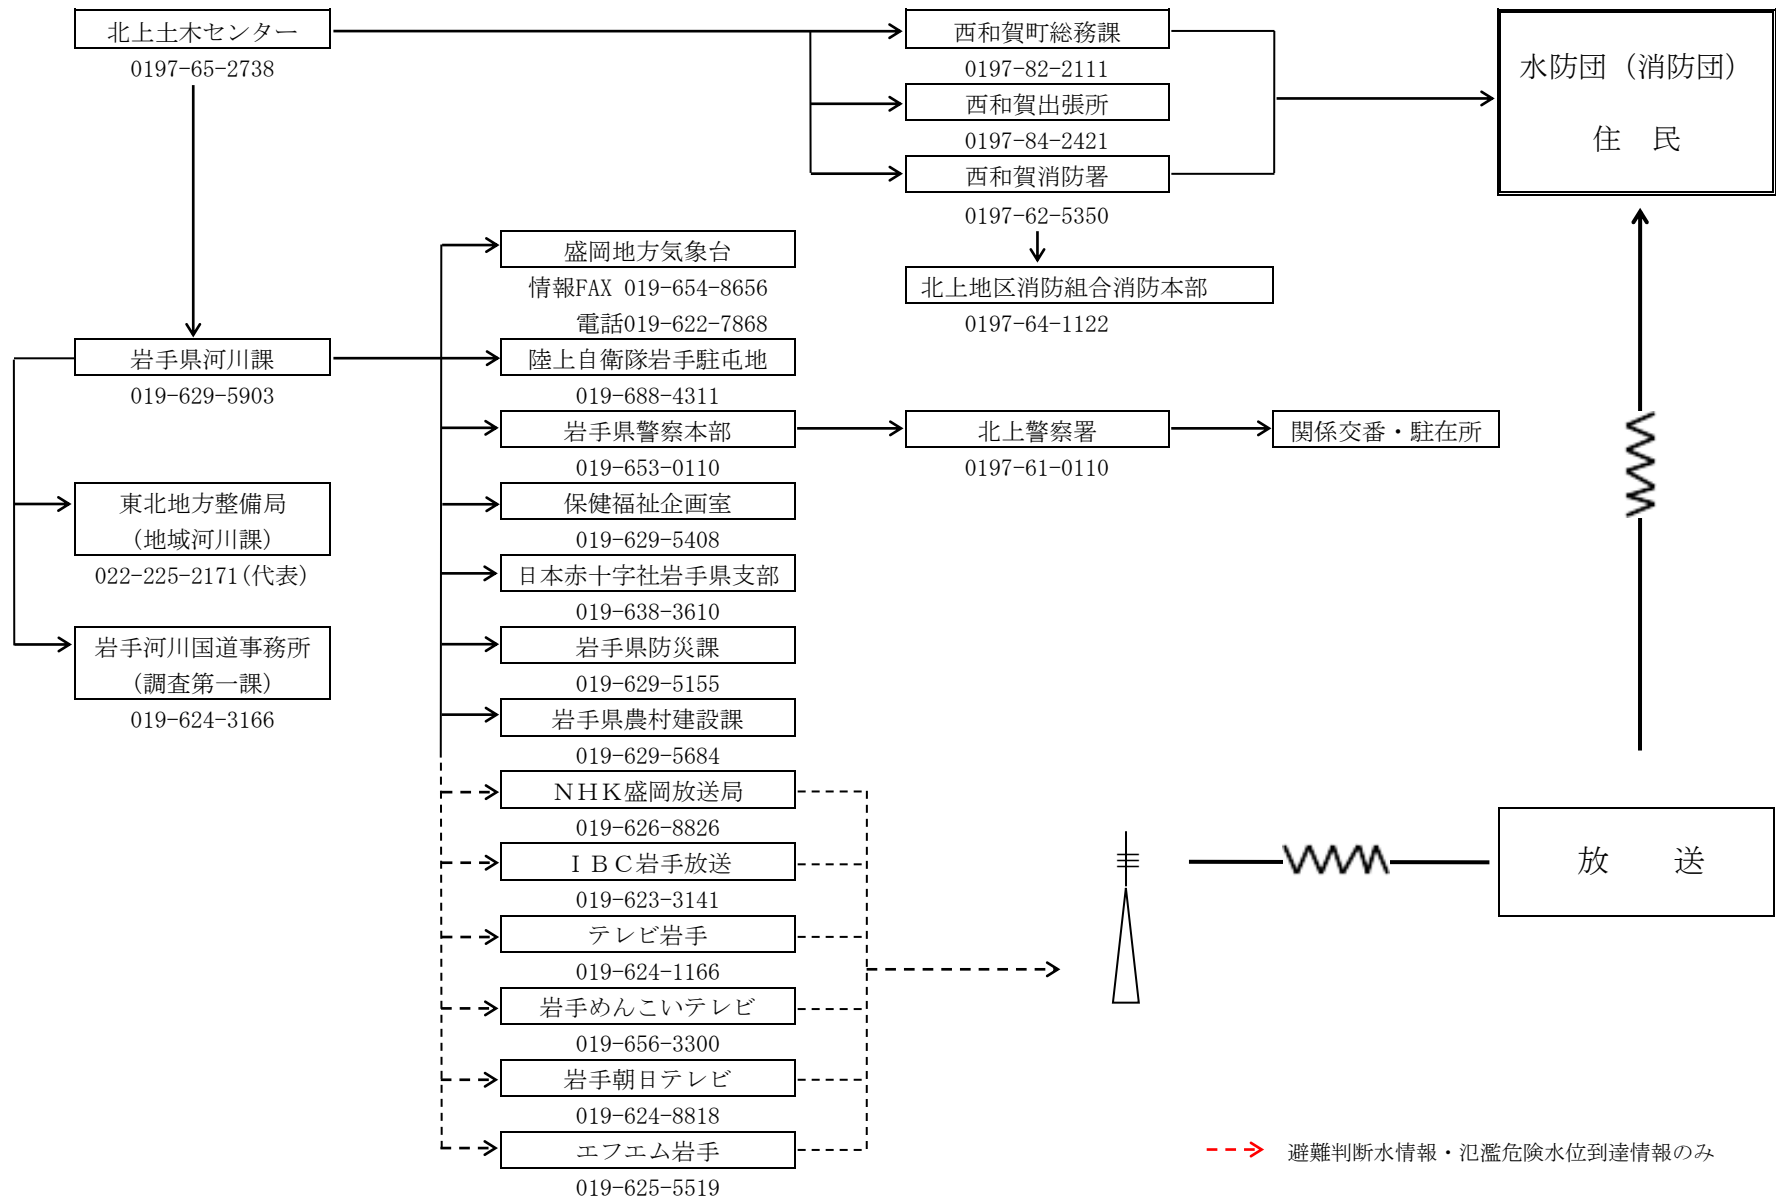 北上土木センター
0197-65-2738
西和賀町総務課
0197-82-2111
西和賀出張所
0197-84-2421
西和賀消防署
0197-62-5350
北上地区消防組合消防本部
0197-64-1122
水防団（消防団）
住　民
岩手県河川課
019-629-5903
東北地方整備局
（地域河川課）
022-225-2171(代表)
岩手河川国道事務所
（調査第一課）
019-624-3166
盛岡地方気象台
情報FAX 019-654-8656
電話019-622-7868
陸上自衛隊岩手駐屯地
019-688-4311
岩手県警察本部
019-653-0110
北上警察署
0197-61-0110
関係交番・駐在所
保健福祉企画室
019-629-5408
日本赤十字社岩手県支部
019-638-3610
岩手県防災課
019-629-5155
岩手県農村建設課
019-629-5684
ＮＨＫ盛岡放送局
019-626-8826
ＩＢＣ岩手放送
019-623-3141
テレビ岩手
019-624-1166
岩手めんこいテレビ
019-656-3300
岩手朝日テレビ
019-624-8818
エフエム岩手
019-625-5519
放　　送
避難判断水情報・氾濫危険水位到達情報のみ